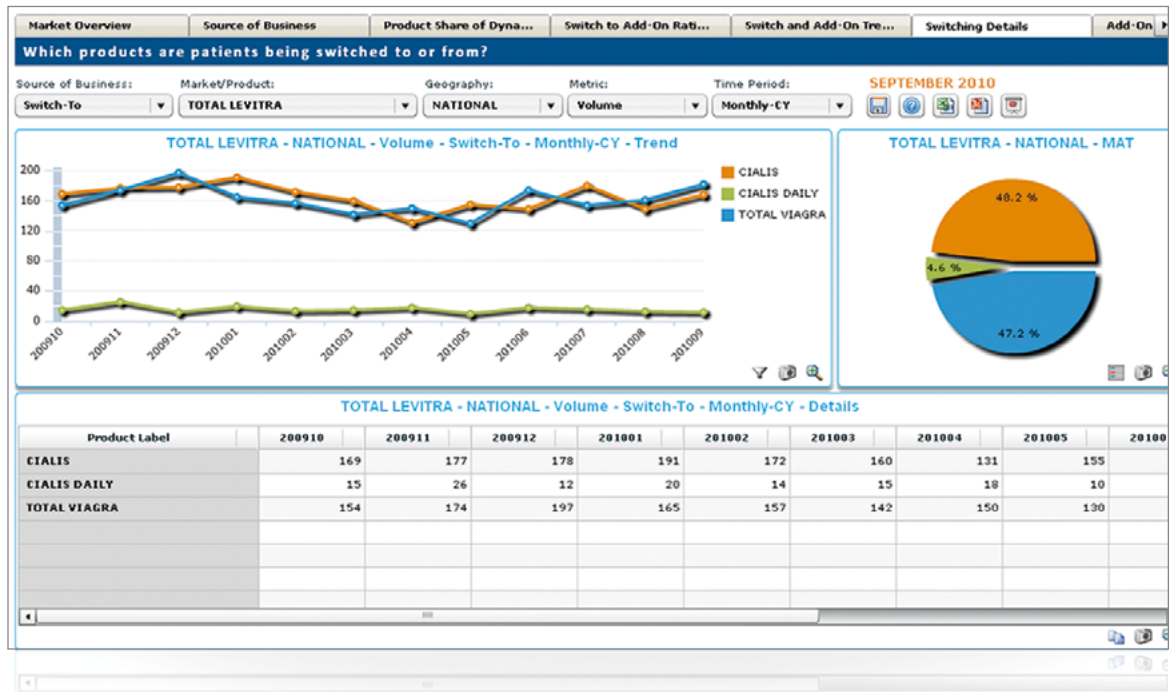 Market Overview Source of Business Product Share of Dyna... Switch to Add-On Rati... Switch and Add-On Tre... Switching Details Add-On
Which products are patients being switched to or from?
Source of Business: Market/Product: Geography: Metric: Time Period: SEPTEMBER 2010
Switch-To TOTAL LEVITRA NATIONAL Volume Monthly-CY
TOTAL LEVITRA - NATIONAL - Volume - Switch-To - Monthly-CY - Trend
200
160
120
80
40
0
200910 200911 200912 201001 201002 201003 201004 201005 201006 201007 201008 201009
CIALIS
CIALIS DAILY
TOTAL VIAGRA
TOTAL LEVITRA - NATIONAL - MAT
48.2 %
4.6 %
47.2 %
TOTAL LEVITRA - NATIONAL - Volume - Switch-To - Monthly-CY - Details
Product Label 200910 200911 200912 201001 201002 201003 201004 201005 20100
CIALIS 169 177 178 191 172 160 131 155
CIALIS DAILY 15 26 12 20 14 15 18 10
TOTAL VIAGRA 154 174 197 165 157 142 150 130